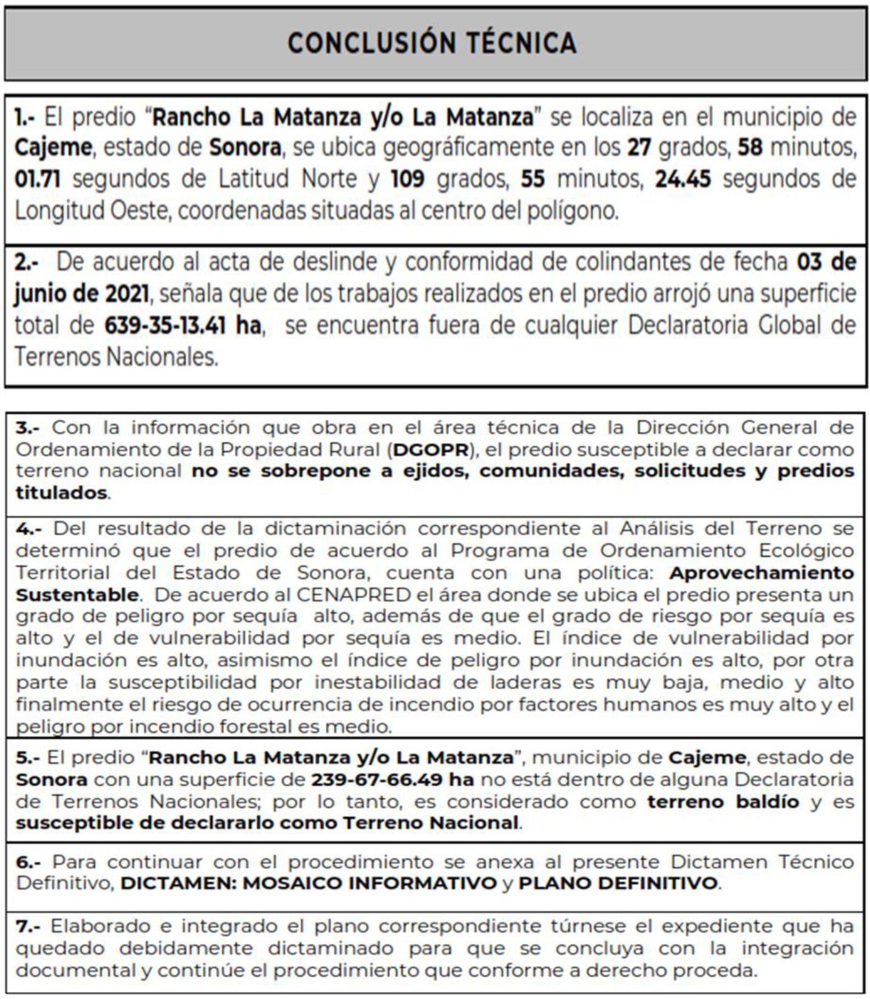 CONCLUSIÓN TÉCNICA
1.- El predio “Rancho La Matanza y/o La Matanza” se localiza en el municipio de
Cajeme, estado de Sonora, se ubica geográficamente en los 27 grados, 58 minutos,
01.71 segundos de Latitud Norte y 109 grados, 55 minutos, 24.45 segundos de
Longitud Oeste, coordenadas situadas al centro del polígono.
2.- De acuerdo al acta de deslinde y conformidad de colindantes de fecha 03 de
junio de 2021, señala que de los trabajos realizados en el predio arrojó una superficie
total de 639-35-13.41 ha, se encuentra fuera de cualquier Declaratoria Global de
Terrenos Nacionales.
3.- Con la información que obra en el área técnica de la Dirección General de
Ordenamiento de la Propiedad Rural (DGOPR), el predio susceptible a declarar como
terreno nacional no se sobrepone a ejidos, comunidades, solicitudes y predios
titulados.
4.- Del resultado de la dictaminación correspondiente al Análisis del Terreno se
determinó que el predio de acuerdo al Programa de Ordenamiento Ecológico
Territorial del Estado de Sonora, cuenta con una política: Aprovechamiento
Sustentable. De acuerdo al CENAPRED el área donde se ubica el predio presenta un
grado de peligro por sequía alto, además de que el grado de riesgo por sequía es
alto y el de vulnerabilidad por sequía es medio. El índice de vulnerabilidad por
inundación es alto, asimismo el índice de peligro por inundación es alto, por otra
parte la susceptibilidad por inestabilidad de laderas es muy baja, medio y alto
finalmente el riesgo de ocurrencia de incendio por factores humanos es muy alto y el
peligro por incendio forestal es medio.
5.- El predio “Rancho La Matanza y/o La Matanza”, municipio de Cajeme, estado de
Sonora con una superficie de 239-67-66.49 ha no está dentro de alguna Declaratoria
de Terrenos Nacionales; por lo tanto, es considerado como terreno baldío y es
susceptible de declararlo como Terreno Nacional.
6.- Para continuar con el procedimiento se anexa al presente Dictamen Técnico
Definitivo, DICTAMEN: MOSAICO INFORMATIVO y PLANO DEFINITIVO.
7.- Elaborado e integrado el plano correspondiente túrnese el expediente que ha
quedado debidamente dictaminado para que se concluya con la integración
documental y continúe el procedimiento que conforme a derecho proceda.